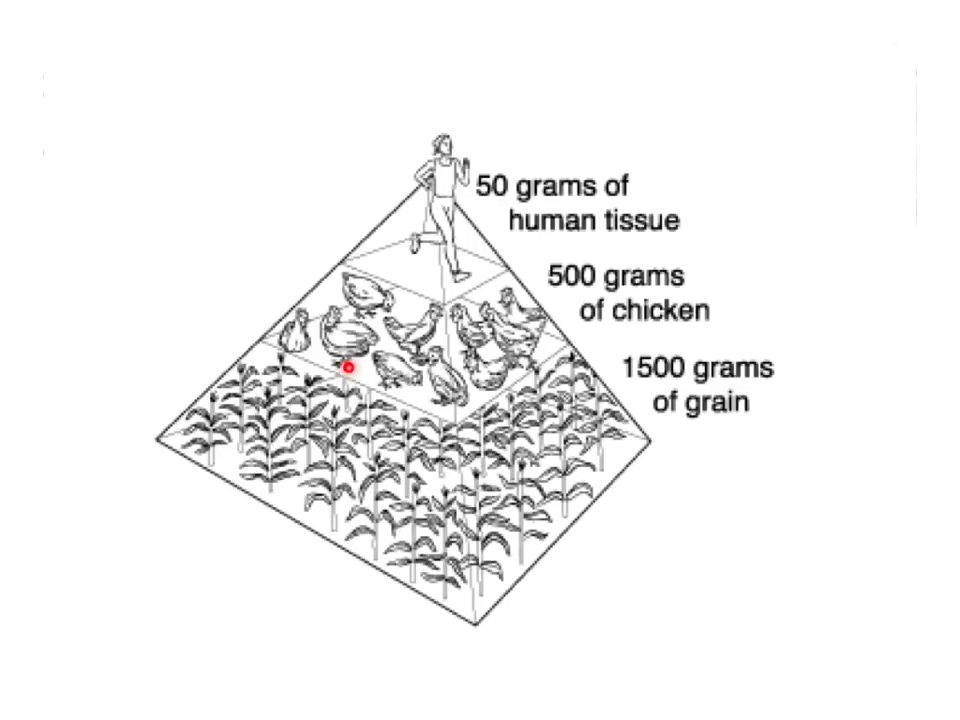 50 grams of
human tissue
500 grams
of chicken
1500 grams
of grain